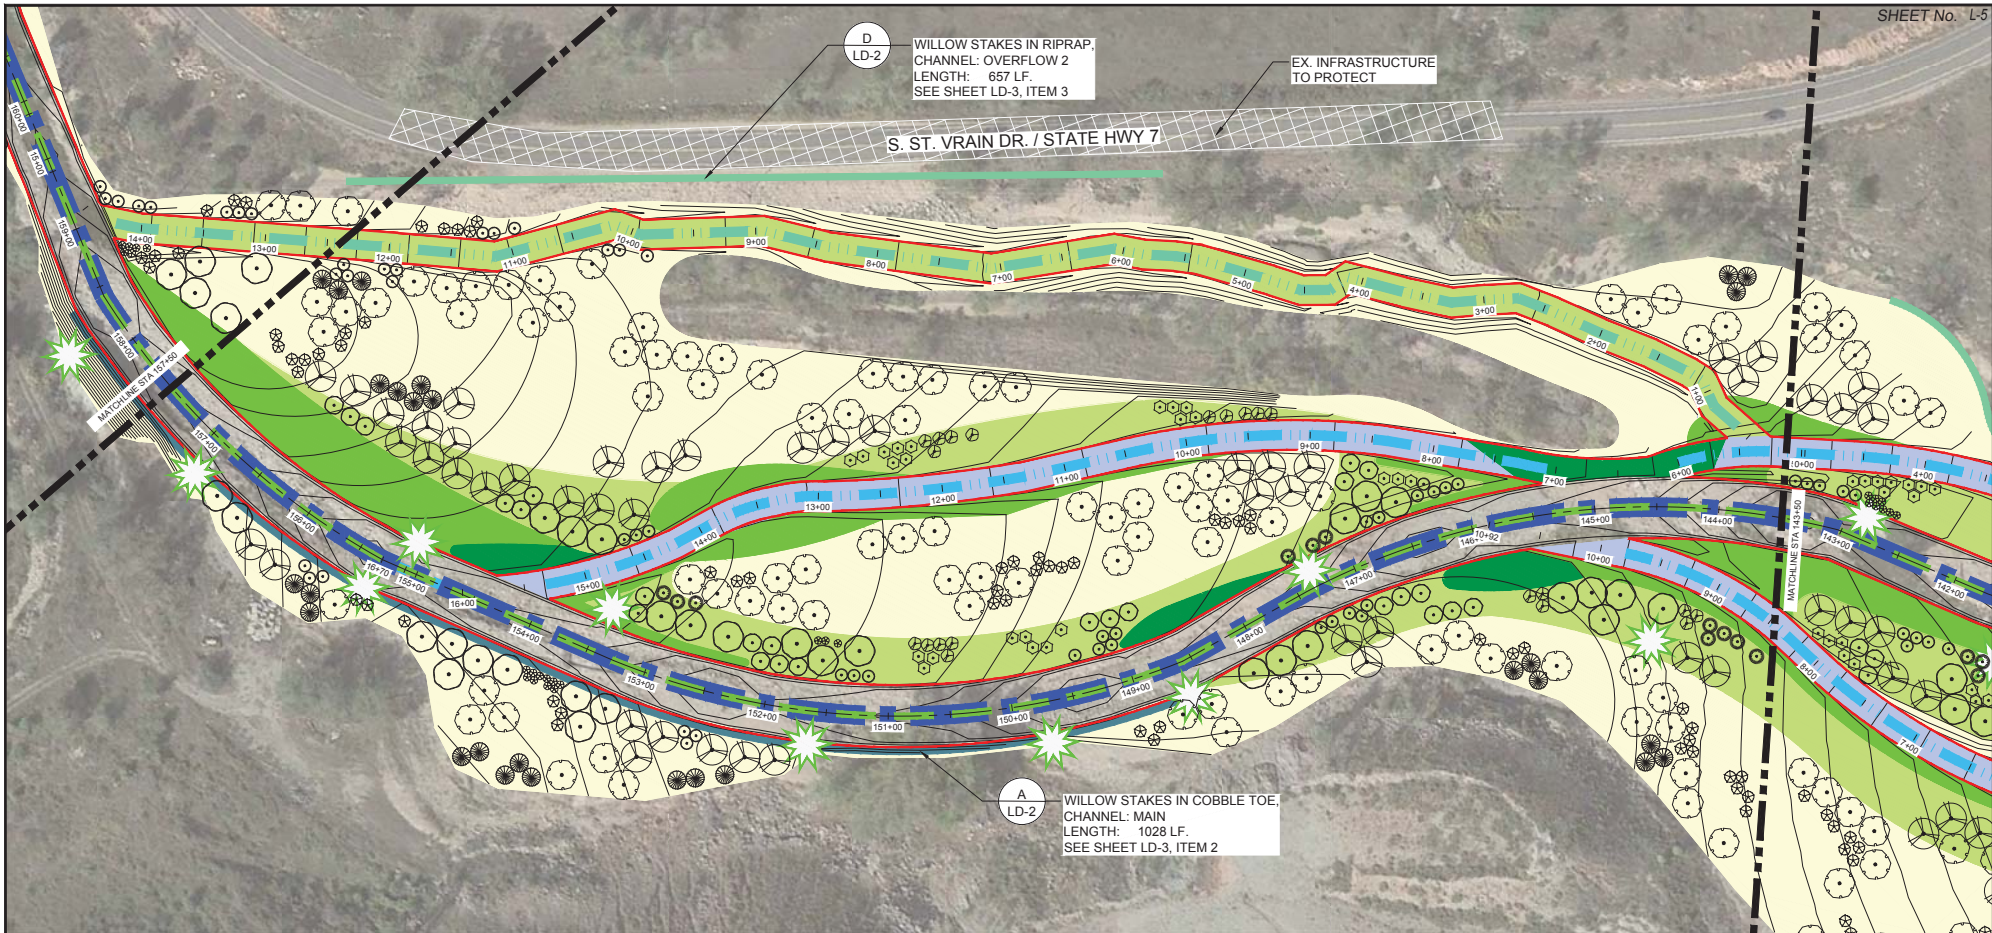 SHEET No. L-5
D
LD-2
WILLOW STAKES IN RIPRAP,
CHANNEL: OVERFLOW 2
LENGTH: 657 LF.
SEE SHEET LD-3, ITEM 3
EX. INFRASTRUCTURE
TO PROTECT
S. ST. VRAIN DR. / STATE HWY 7
160+00
15+00
159+00
158+00
MATCHLINE STA 157+50
157+00
156+00
16+70
155+00
16+00
154+00
153+00
152+00
151+00
150+00
149+00
148+00
147+00
146+
10+92
145+00
144+00
143+00
142+00
14+00
13+00
12+00
11+00
10+00
9+00
8+00
7+00
6+00
5+00
4+00
3+00
2+00
1+00
15+00
14+00
13+00
12+00
11+00
10+00
9+00
8+00
7+00
6+00
4+00
MATCHLINE STA 143+50
10+00
9+00
8+00
7+00
A
LD-2
WILLOW STAKES IN COBBLE TOE,
CHANNEL: MAIN
LENGTH: 1028 LF.
SEE SHEET LD-3, ITEM 2